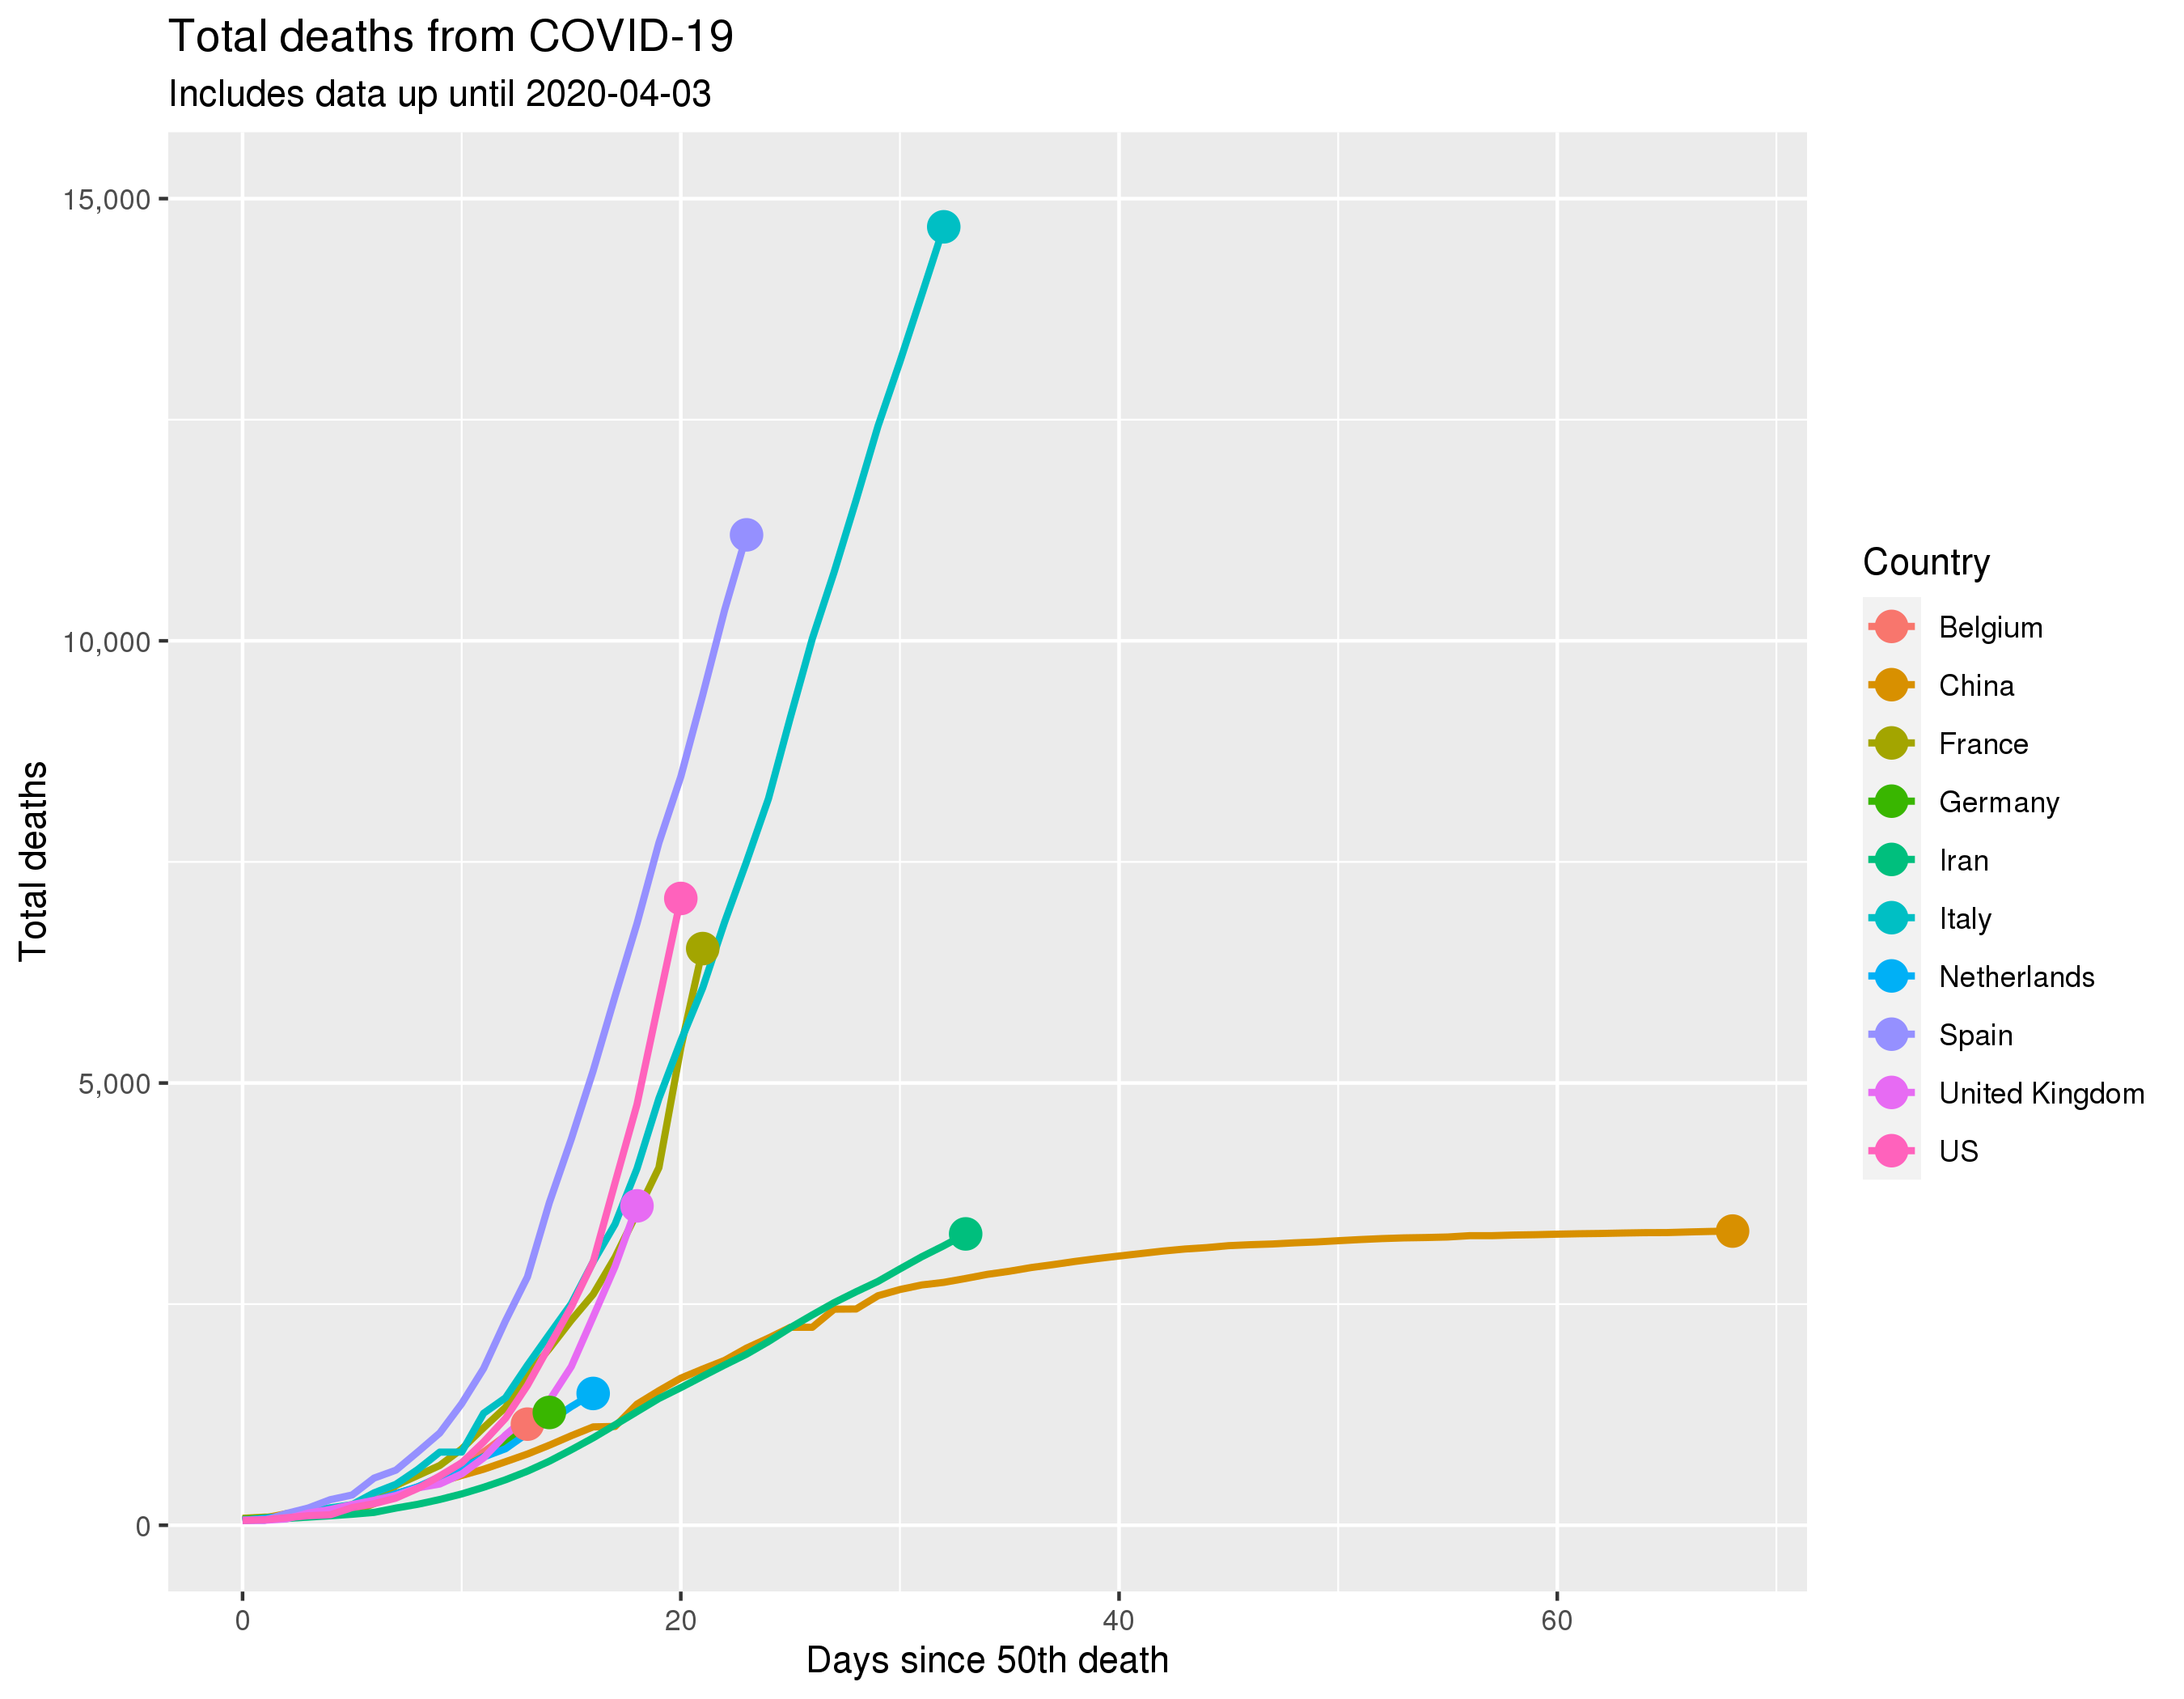 Total deaths from COVID-19
Includes data up until 2020-04-03
Total deaths
15,000
10,000
5,000
0
0 20 40 60
Days since 50th death
Country
Belgium
China
France
Germany
Iran
Italy
Netherlands
Spain
United Kingdom
US